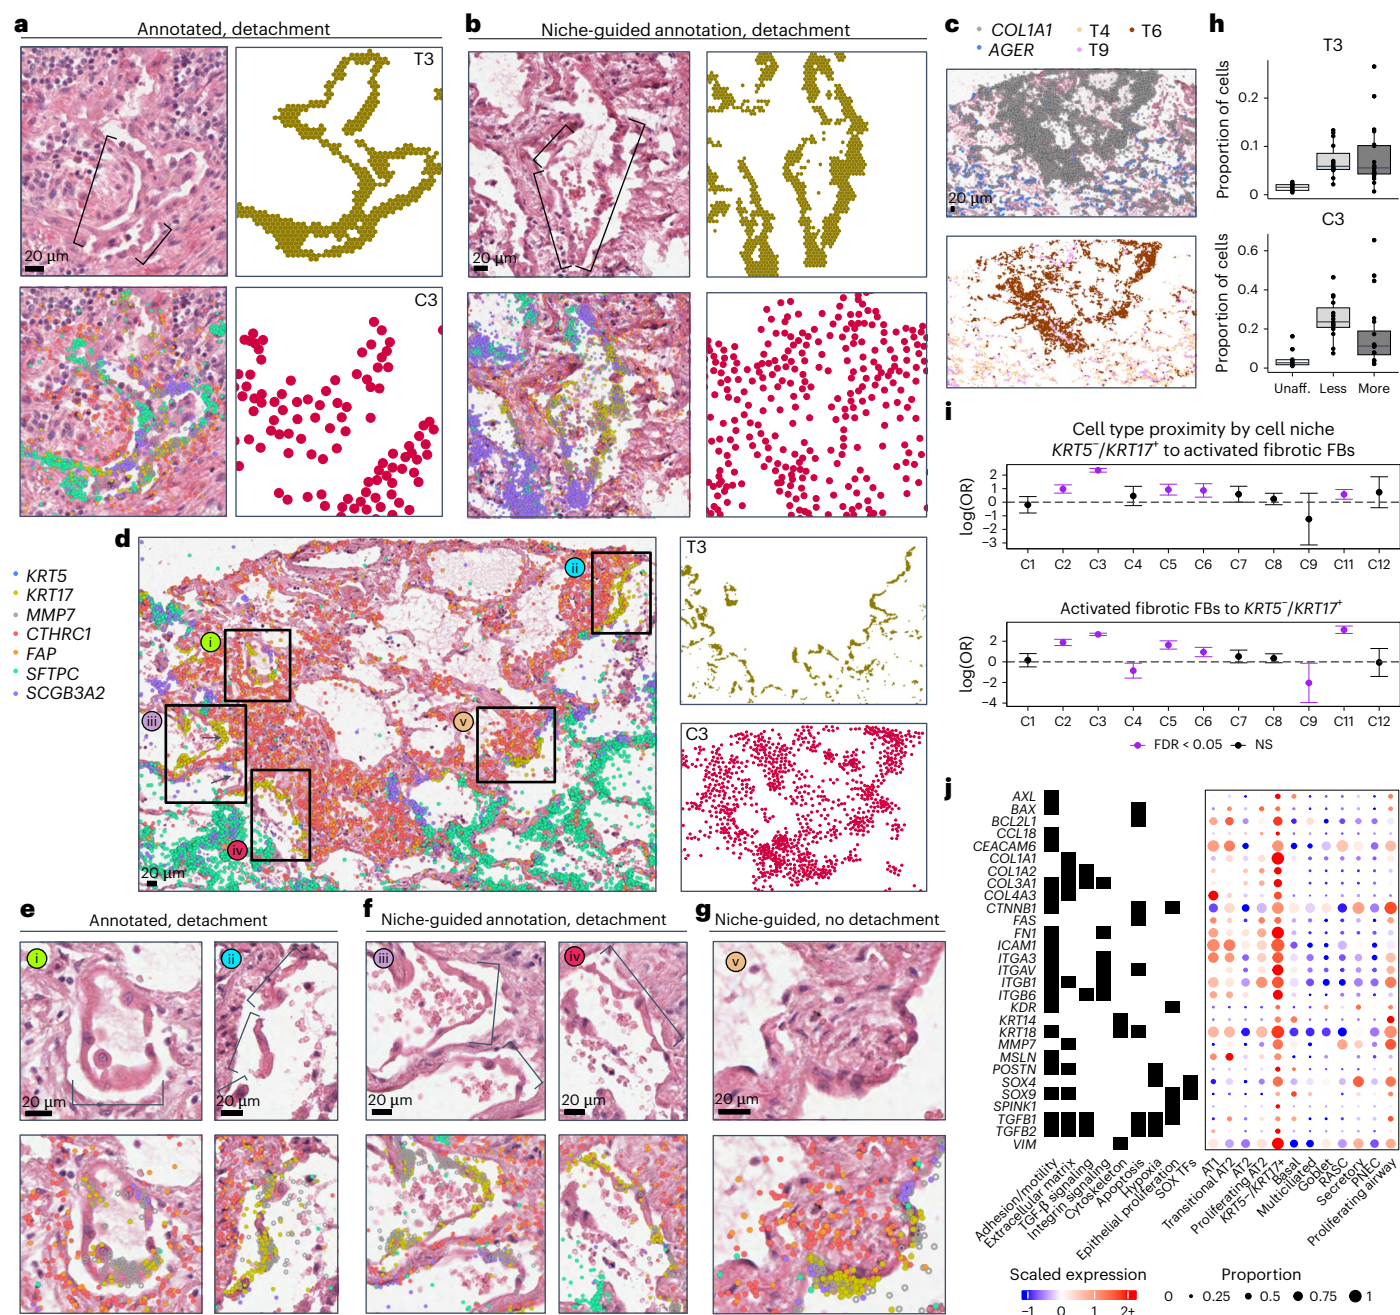 a
Annotated, detachment
T3
20 µm
C3
b
Niche-guided annotation, detachment
20 µm
c
COL1A1
AGER
T4
T9
T6
20 µm
h
T3
Proportion of cells
0.2
0.1
0
C3
Proportion of cells
0.6
0.4
0.2
0
Unaff. Less More
d
KRT5
KRT17
MMP7
CTHRC1
FAP
SFTPC
SCGB3A2
i
ii
iii
iv
v
20 µm
T3
C3
i
Cell type proximity by cell niche
KRT5−/KRT17+ to activated fibrotic FBs
log(OR)
2
1
0
−1
−2
−3
C1 C2 C3 C4 C5 C6 C7 C8 C9 C11 C12
Activated fibrotic FBs to KRT5−/KRT17+
log(OR)
2
0
−2
−4
C1 C2 C3 C4 C5 C6 C7 C8 C9 C11 C12
FDR < 0.05 NS
e
Annotated, detachment
i
20 µm
ii
20 µm
f
Niche-guided annotation, detachment
iii
20 µm
iv
20 µm
g
Niche-guided, no detachment
v
20 µm
j
AXL
BAX
BCL2L1
CCL18
CEACAM6
COL1A1
COL1A2
COL3A1
COL4A3
CTNNB1
FAS
FN1
ICAM1
ITGA3
ITGAV
ITGB1
ITGB6
KDR
KRT14
KRT18
MMP7
MSLN
POSTN
SOX4
SOX9
SPINK1
TGFB1
TGFB2
VIM
Adhesion/motility
Extracellular matrix
TGF-β signaling
Integrin signaling
Cytoskeleton
Apoptosis
Hypoxia
Epithelial proliferation
SOX TFs
AT1
Transitional AT2
AT2
Proliferating AT2
KRT5−/KRT17+
Basal
Multiciliated
Goblet
RASC
Secretory
PNEC
Proliferating airway
Scaled expression
−1 0 1 2+
Proportion
0 0.25 0.5 0.75 1